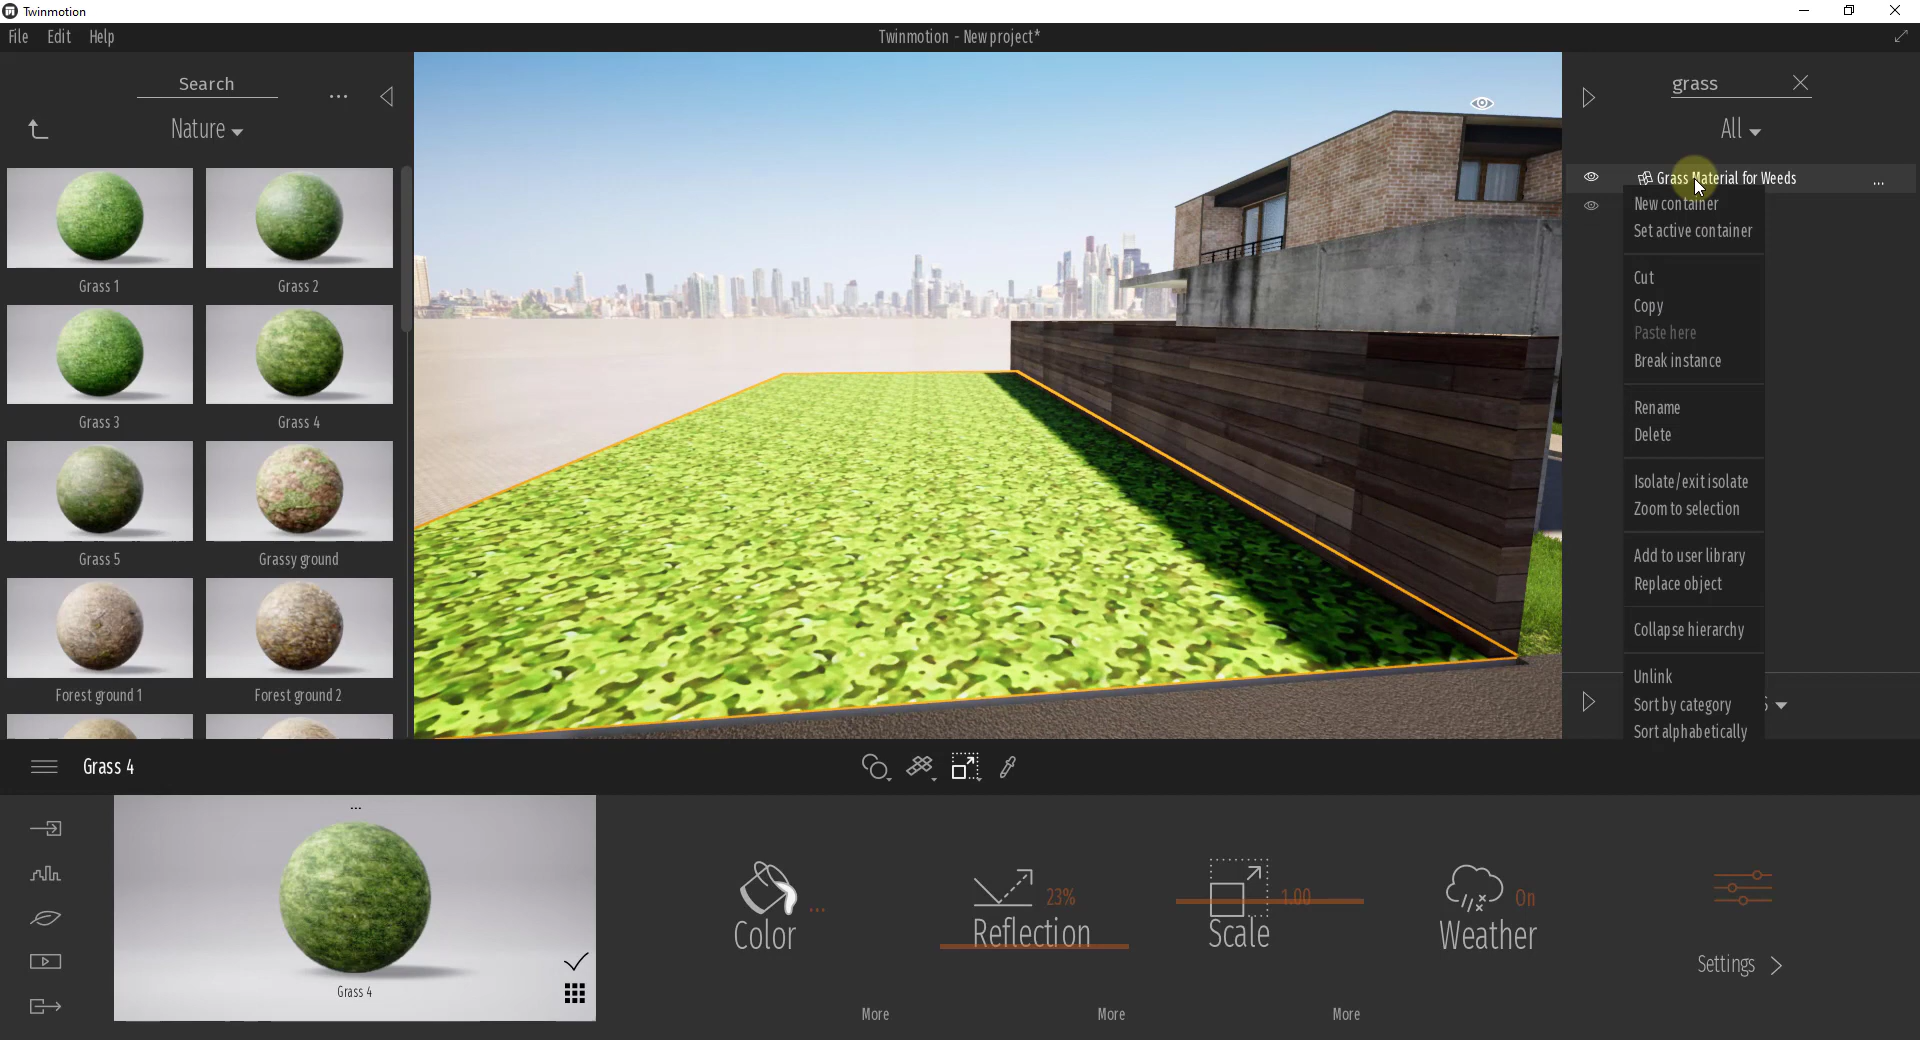 Twinmotion
File Edit Help
Twinmotion - New project*
Search
Nature
Grass 1
Grass 2
Grass 3
Grass 4
Grass 5
Grassy ground
Forest ground 1
Forest ground 2
grass
All
Grass Material for Weeds
New container
Set active container
Cut
Copy
Paste here
Break instance
Rename
Delete
Isolate/exit isolate
Zoom to selection
Add to user library
Replace object
Collapse hierarchy
Unlink
Sort by category
Sort alphabetically
Grass 4
Grass 4
Color
23%
Reflection
1.00
Scale
On
Weather
Settings
More
More
More